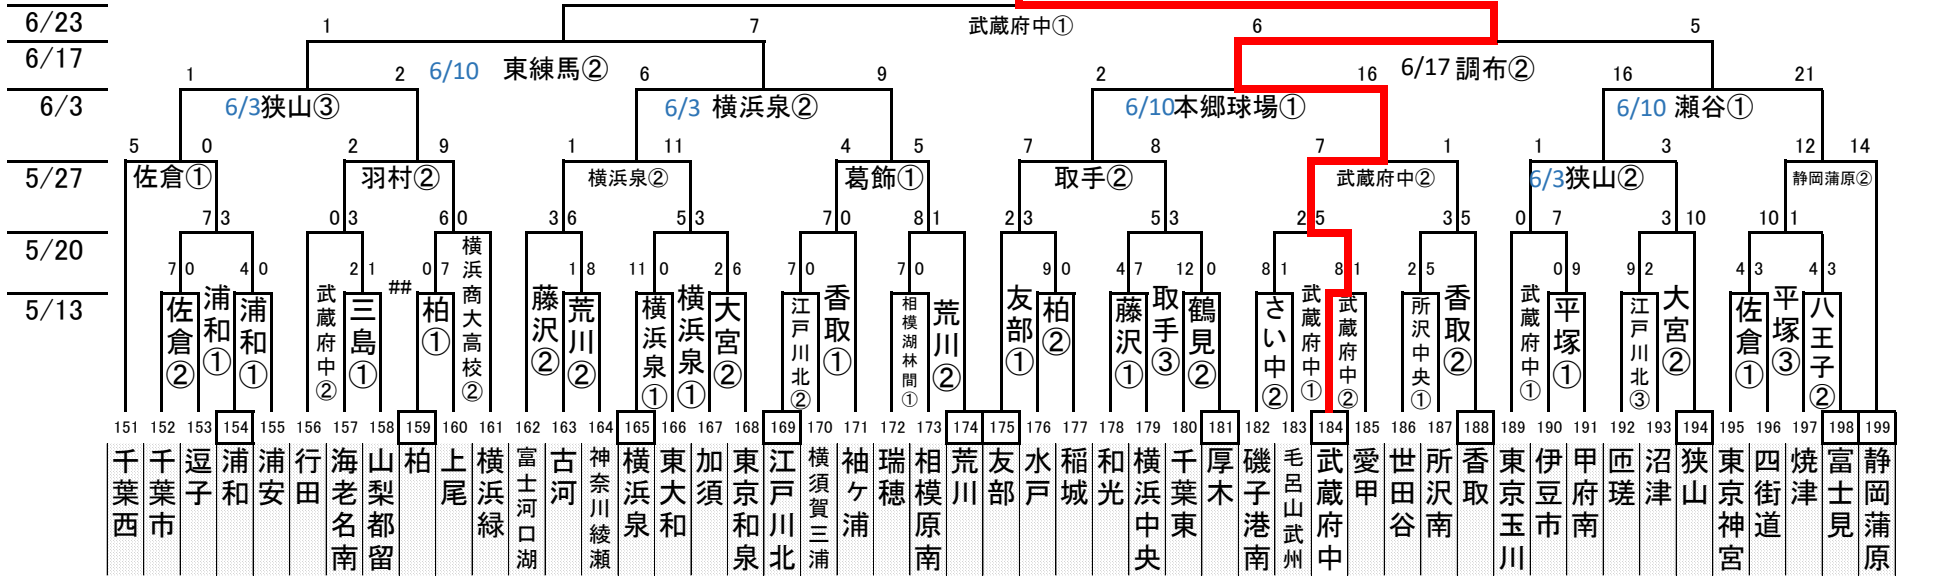 6/23 1 7 武蔵府中① 6 5
6/17 6/10 東練馬② 6/17 調布②
1 2 6 9 2 16 16 21
6/3 6/3狭山③ 6/3 横浜泉② 6/10本郷球場① 6/10 瀬谷①
5 0 2 9 1 11 4 5 7 8 7 1 1 3 12 14
5/27 佐倉① 羽村② 横浜泉② 葛飾① 取手② 武蔵府中② 6/3狭山② 静岡蒲原②
7 3 0 3 6 0 3 6 5 3 7 0 8 1 2 3 5 3 2 5 3 5 0 7 3 10 10 1
5/20
7 0 4 0 2 1 0 7 1 8 11 0 2 6 7 0 7 0 9 0 4 7 12 0 8 1 8 1 2 5 0 9 9 2 4 3 4 3
5/13
##
佐倉②
浦和①
浦和①
武蔵府中②
三島①
柏①
横浜商大高校②
藤沢②
荒川②
横浜泉①
横浜泉①
大宮②
江戸川北②
香取①
相模湖林間①
荒川②
友部①
柏②
藤沢①
取手③
鶴見②
さい中②
武蔵府中①
武蔵府中②
所沢中央①
香取②
武蔵府中①
平塚①
江戸川北③
大宮②
佐倉①
平塚③
八王子②
151 152 153 154 155 156 157 158 159 160 161 162 163 164 165 166 167 168 169 170 171 172 173 174 175 176 177 178 179 180 181 182 183 184 185 186 187 188 189 190 191 192 193 194 195 196 197 198 199
千葉西
千葉市
逗子
浦和
浦安
行田
海老名南
山梨都留
柏
上尾
横浜緑
富士河口湖
古河
神奈川綾瀬
横浜泉
東大和
加須
東京和泉
江戸川北
横須賀三浦
袖ヶ浦
瑞穂
相模原南
荒川
友部
水戸
稲城
和光
横浜中央
千葉東
厚木
磯子港南
毛呂山武州
武蔵府中
愛甲
世田谷
所沢南
香取
東京玉川
伊豆市
甲府南
匝瑳
沼津
狭山
東京神宮
四街道
焼津
富士見
静岡蒲原